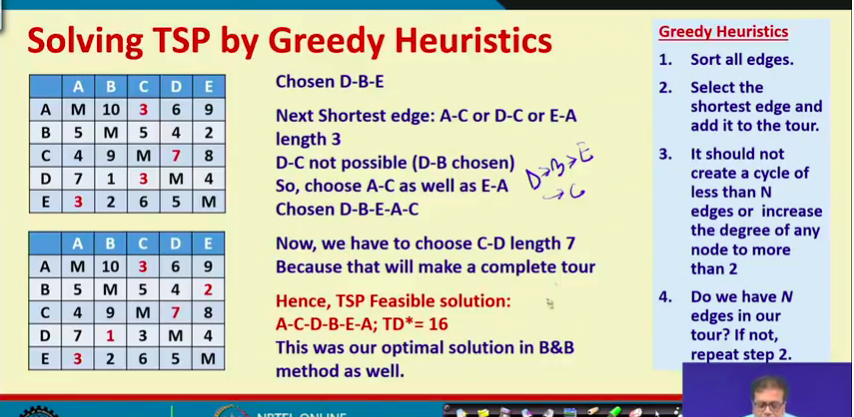 Solving TSP by Greedy Heuristics
A B C D E
A M 10 3 6 9
B 5 M 5 4 2
C 4 9 M 7 8
D 7 1 3 M 4
E 3 2 6 5 M
A B C D E
A M 10 3 6 9
B 5 M 5 4 2
C 4 9 M 7 8
D 7 1 3 M 4
E 3 2 6 5 M
Chosen D-B-E
Next Shortest edge: A-C or D-C or E-A
length 3
D-C not possible (D-B chosen)
So, choose A-C as well as E-A
Chosen D-B-E-A-C
D→B→E
→C
Now, we have to choose C-D length 7
Because that will make a complete tour
Hence, TSP Feasible solution:
A-C-D-B-E-A; TD*= 16
This was our optimal solution in B&B
method as well.
Greedy Heuristics
1. Sort all edges.
2. Select the
shortest edge and
add it to the tour.
3. It should not
create a cycle of
less than N
edges or increase
the degree of any
node to more
than 2
4. Do we have N
edges in our
tour? If not,
repeat step 2.
NPTEL ONLINE